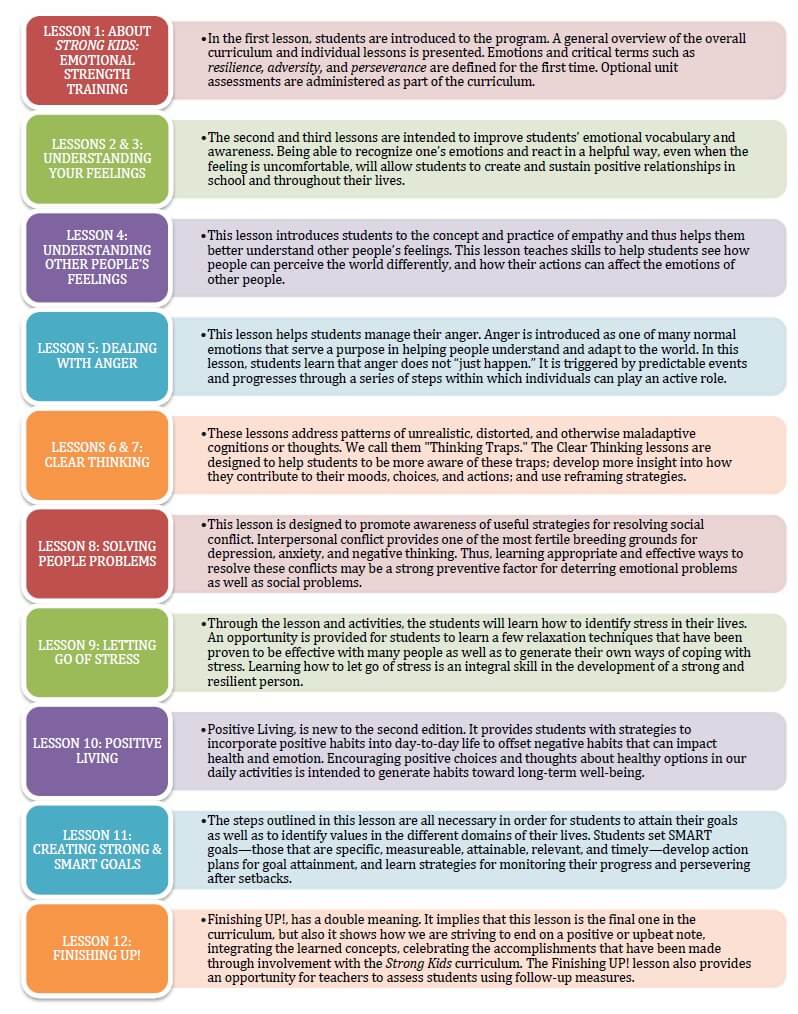 LESSON 1: ABOUT
STRONG KIDS:
EMOTIONAL
STRENGTH
TRAINING
•In the first lesson, students are introduced to the program. A general overview of the overall
curriculum and individual lessons is presented. Emotions and critical terms such as
resilience, adversity, and perseverance are defined for the first time. Optional unit
assessments are administered as part of the curriculum.
LESSONS 2 & 3:
UNDERSTANDING
YOUR FEELINGS
•The second and third lessons are intended to improve students' emotional vocabulary and
awareness. Being able to recognize one's emotions and react in a helpful way, even when the
feeling is uncomfortable, will allow students to create and sustain positive relationships in
school and throughout their lives.
LESSON 4:
UNDERSTANDING
OTHER PEOPLE'S
FEELINGS
•This lesson introduces students to the concept and practice of empathy and thus helps them
better understand other people's feelings. This lesson teaches skills to help students see how
people can perceive the world differently, and how their actions can affect the emotions of
other people.
LESSON 5: DEALING
WITH ANGER
•This lesson helps students manage their anger. Anger is introduced as one of many normal
emotions that serve a purpose in helping people understand and adapt to the world. In this
lesson, students learn that anger does not "just happen." It is triggered by predictable events
and progresses through a series of steps within which individuals can play an active role.
LESSONS 6 & 7:
CLEAR THINKING
•These lessons address patterns of unrealistic, distorted, and otherwise maladaptive
cognitions or thoughts. We call them "Thinking Traps." The Clear Thinking lessons are
designed to help students to be more aware of these traps; develop more insight into how
they contribute to their moods, choices, and actions; and use reframing strategies.
LESSON 8: SOLVING
PEOPLE PROBLEMS
•This lesson is designed to promote awareness of useful strategies for resolving social
conflict. Interpersonal conflict provides one of the most fertile breeding grounds for
depression, anxiety, and negative thinking. Thus, learning appropriate and effective ways to
resolve these conflicts may be a strong preventive factor for deterring emotional problems
as well as social problems.
LESSON 9: LETTING
GO OF STRESS
•Through the lesson and activities, the students will learn how to identify stress in their lives.
An opportunity is provided for students to learn a few relaxation techniques that have been
proven to be effective with many people as well as to generate their own ways of coping with
stress. Learning how to let go of stress is an integral skill in the development of a strong and
resilient person.
LESSON 10: POSITIVE
LIVING
•Positive Living, is new to the second edition. It provides students with strategies to
incorporate positive habits into day-to-day life to offset negative habits that can impact
health and emotion. Encouraging positive choices and thoughts about healthy options in our
daily activities is intended to generate habits toward long-term well-being.
LESSON 11:
CREATING STRONG &
SMART GOALS
•The steps outlined in this lesson are all necessary in order for students to attain their goals
as well as to identify values in the different domains of their lives. Students set SMART
goals—those that are specific, measureable, attainable, relevant, and timely—develop action
plans for goal attainment, and learn strategies for monitoring their progress and persevering
after setbacks.
LESSON 12:
FINISHING UP!
•Finishing UP!, has a double meaning. It implies that this lesson is the final one in the
curriculum, but also it shows how we are striving to end on a positive or upbeat note,
integrating the learned concepts, celebrating the accomplishments that have been made
through involvement with the Strong Kids curriculum. The Finishing UP! lesson also provides
an opportunity for teachers to assess students using follow-up measures.